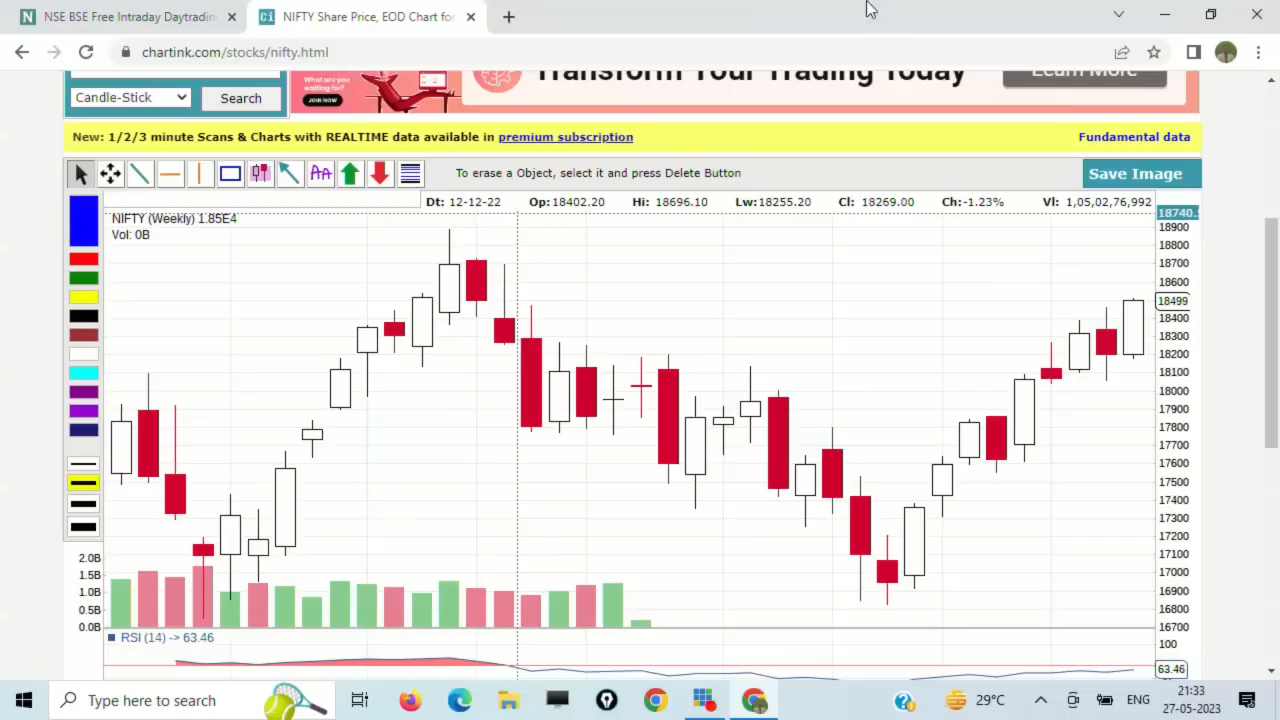 NSE BSE Free Intraday Daytradin
NIFTY Share Price, EOD Chart for
chartink.com/stocks/nifty.html
Candle-Stick
Search
What are you waiting for?
JOIN NOW
Transform Your Trading Today
Learn More
New: 1/2/3 minute Scans & Charts with REALTIME data available in premium subscription
Fundamental data
To erase a Object, select it and press Delete Button
Save Image
Dt: 12-12-22 Op:18402.20 Hi: 18696.10 Lw:18255.20 Cl: 18269.00 Ch:-1.23% Vl: 1,05,02,76,992
NIFTY (Weekly) 1.85E4
Vol: 0B
18740.
18900
18800
18700
18600
18499
18400
18300
18200
18100
18000
17900
17800
17700
17600
17500
17400
17300
17200
17100
17000
16900
16800
16700
2.0B
1.5B
1.0B
0.5B
0.0B
RSI (14) -> 63.46
100
63.46
Type here to search
29°C
ENG
21:33
27-05-2023